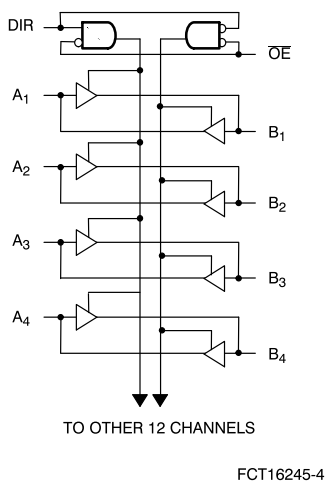 DIR
OE
A1
B1
A2
B2
A3
B3
A4
B4
TO OTHER 12 CHANNELS
FCT16245-4